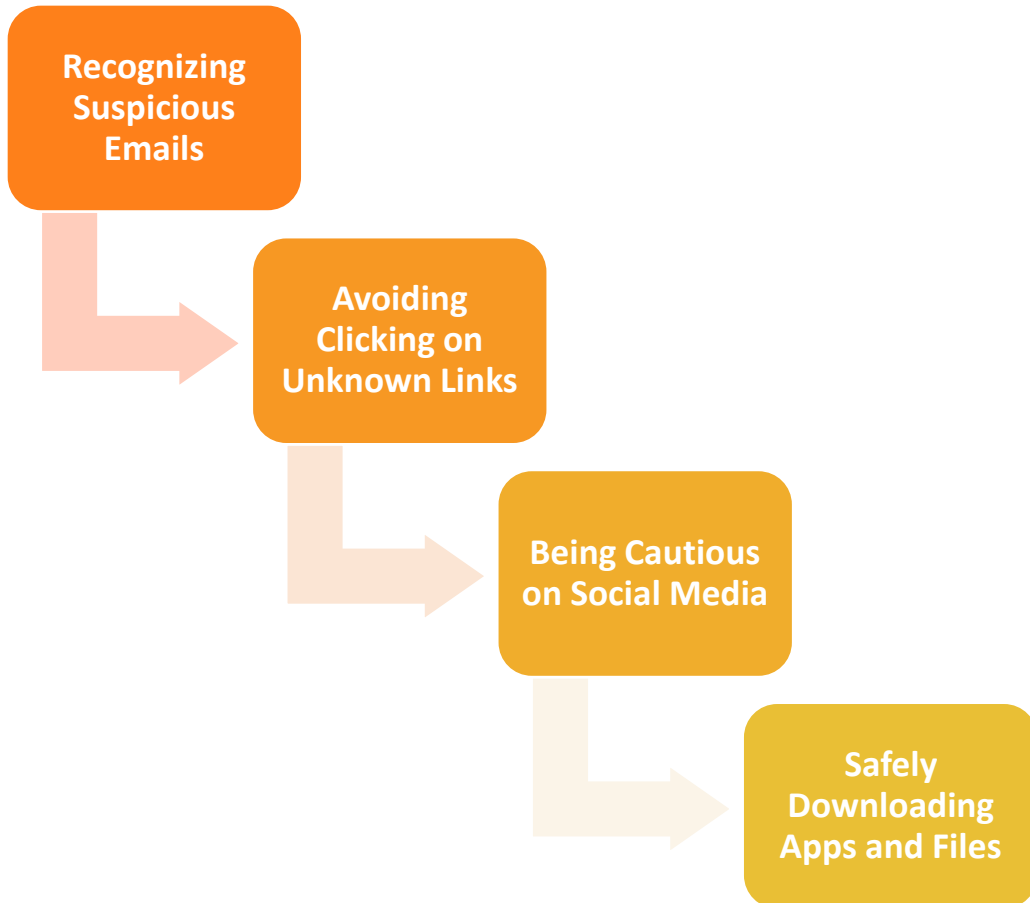 Recognizing
Suspicious
Emails
Avoiding
Clicking on
Unknown Links
Being Cautious
on Social Media
Safely
Downloading
Apps and Files